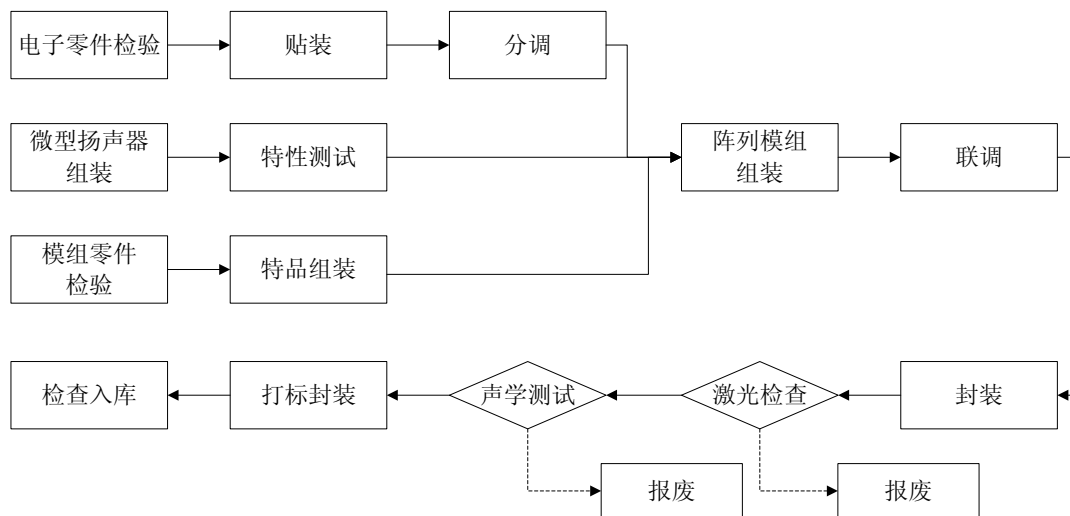 电子零件检验
贴装
分调
微型扬声器
组装
特性测试
阵列模组
组装
联调
模组零件
检验
特品组装
检查入库
打标封装
声学测试
激光检查
封装
报废
报废